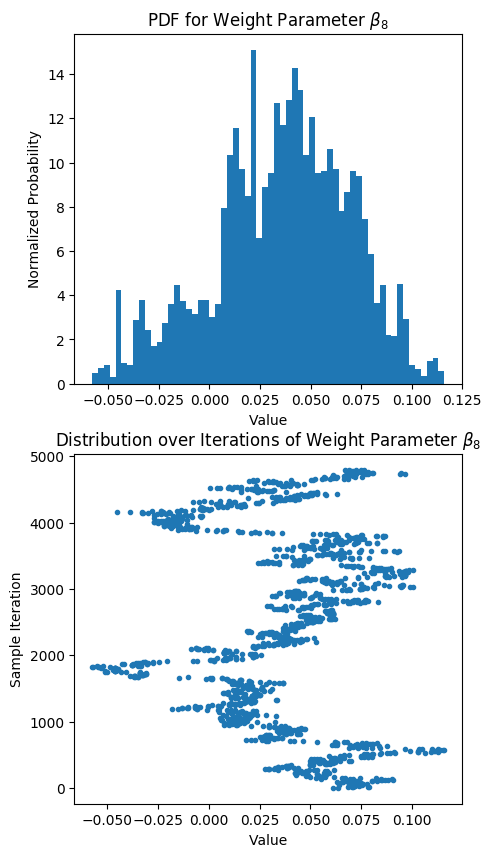 PDF for Weight Parameter β₈
14
12
10
8
6
4
2
0
Normalized Probability
−0.050 −0.025 0.000 0.025 0.050 0.075 0.100 0.125
Value
Distribution over Iterations of Weight Parameter β₈
5000
4000
3000
2000
1000
0
Sample Iteration
−0.050 −0.025 0.000 0.025 0.050 0.075 0.100
Value